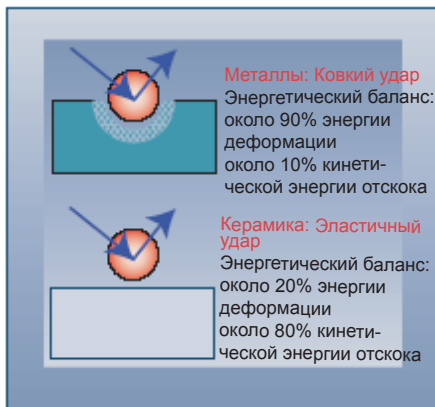 Металлы: Ковкий удар
Энергетический баланс:
около 90% энергии
деформации
около 10% кинети-
ческой энергии отскока
Керамика: Эластичный
удар
Энергетический баланс:
около 20% энергии
деформации
около 80% кинети-
ческой энергии отскока